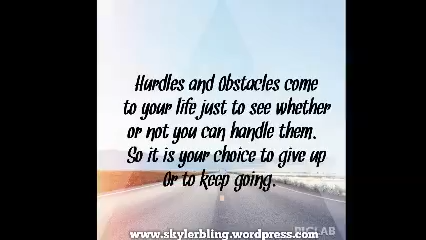 Hurdles and Obstacles come
to your life just to see whether
or not you can handle them.
So it is your choice to give up
Or to keep going.
PICLAB
www.skylerbling.wordpress.com